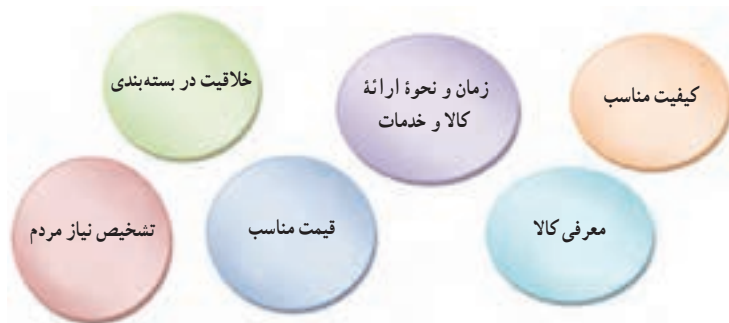 کیفیت مناسب
زمان و نحوهٔ ارائهٔ
کالا و خدمات
خلاقیت در بسته‌بندی
معرفی کالا
قیمت مناسب
تشخیص نیاز مردم